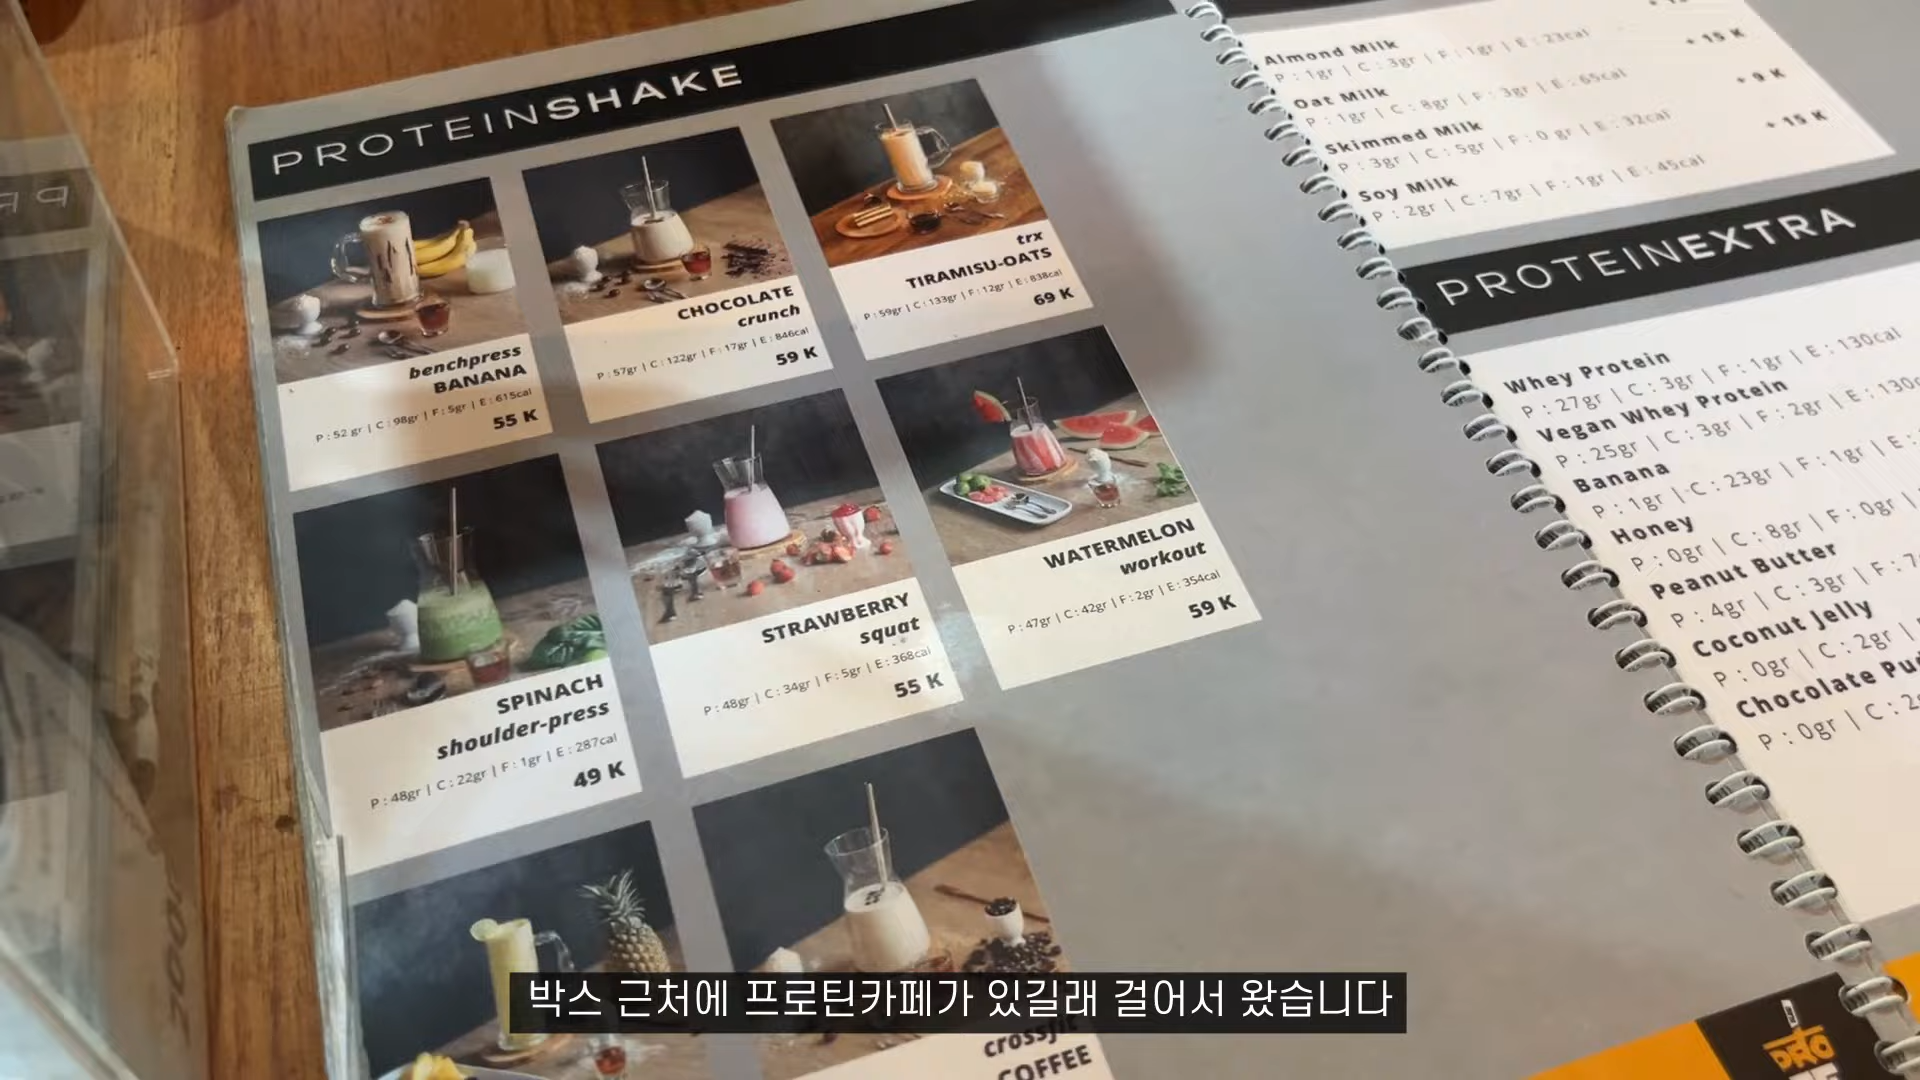 PROTEINSHAKE
benchpress
BANANA
P : 52 gr | C : 98gr | F : 5gr | E : 615cal
55 K
CHOCOLATE
crunch
P : 57gr | C : 122gr | F : 17gr | E : 846cal
59 K
trx
TIRAMISU-OATS
P : 59gr | C : 133gr | F : 12gr | E : 838cal
69 K
SPINACH
shoulder-press
P : 48gr | C : 22gr | F : 1gr | E : 287cal
49 K
STRAWBERRY
squat
P : 48gr | C : 34gr | F : 5gr | E : 368cal
55 K
WATERMELON
workout
P : 47gr | C : 42gr | F : 2gr | E : 354cal
59 K
crossfit
COFFEE
Almond Milk
P : 1gr | C : 3gr | F : 1gr | E : 23cal
+ 15 K
Oat Milk
P : 1gr | C : 8gr | F : 3gr | E : 65cal
+ 9 K
Skimmed Milk
P : 3gr | C : 5gr | F : 0 gr | E : 32cal
+ 15 K
Soy Milk
P : 2gr | C : 7gr | F : 1gr | E : 45cal
PROTEINEXTRA
Whey Protein
P : 27gr | C : 3gr | F : 1gr | E : 130cal
Vegan Whey Protein
P : 25gr | C : 3gr | F : 2gr | E :
Banana
P : 1gr | C : 23gr | F : 1gr | E :
Honey
P : 0gr | C : 8gr | F : 0gr |
Peanut Butter
P : 4gr | C : 3gr | F :
Coconut Jelly
P : 0gr | C : 2gr |
Chocolate
P : 0gr | C :
PRO
박스 근처에 프로틴카페가 있길래 걸어서 왔습니다